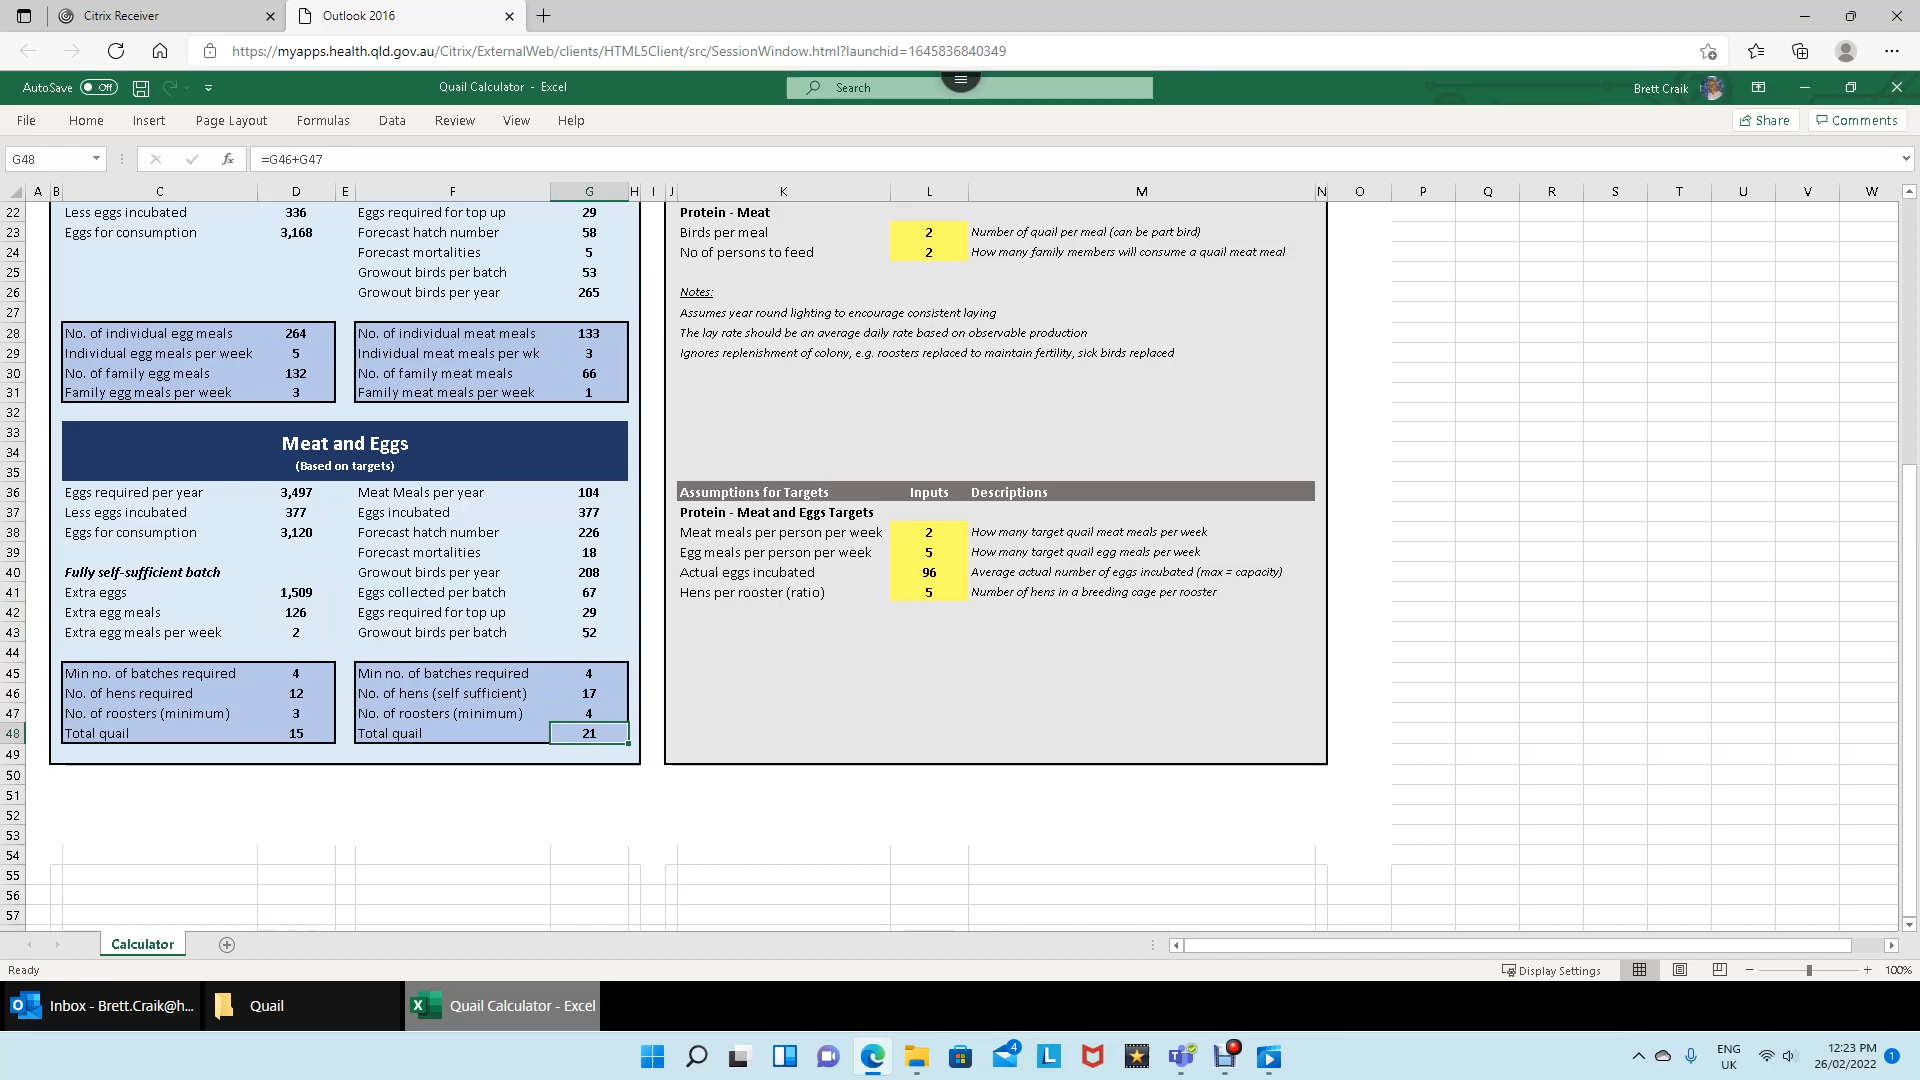 Citrix Receiver
Outlook 2016
https://myapps.health.qld.gov.au/Citrix/ExternalWeb/clients/HTML5Client/src/SessionWindow.html?launchid=1645836840349
AutoSave Off
Quail Calculator - Excel
Search
Brett Craik
File Home Insert Page Layout Formulas Data Review View Help
Share Comments
G48 fx =G46+G47
A B C D E F G H I J K L M N O P Q R S T U V W
22 Less eggs incubated 336 Eggs required for top up 29 Protein - Meat
23 Eggs for consumption 3,168 Forecast hatch number 58 Birds per meal 2 Number of quail per meal (can be part bird)
24 Forecast mortalities 5 No of persons to feed 2 How many family members will consume a quail meat meal
25 Growout birds per batch 53
26 Growout birds per year 265 Notes:
27 Assumes year round lighting to encourage consistent laying
28 No. of individual egg meals 264 No. of individual meat meals 133 The lay rate should be an average daily rate based on observable production
29 Individual egg meals per week 5 Individual meat meals per wk 3 Ignores replenishment of colony, e.g. roosters replaced to maintain fertility, sick birds replaced
30 No. of family egg meals 132 No. of family meat meals 66
31 Family egg meals per week 3 Family meat meals per week 1
32
33
Meat and Eggs
34
(Based on targets)
35
36 Eggs required per year 3,497 Meat Meals per year 104 Assumptions for Targets Inputs Descriptions
37 Less eggs incubated 377 Eggs incubated 377 Protein - Meat and Eggs Targets
38 Eggs for consumption 3,120 Forecast hatch number 226 Meat meals per person per week 2 How many target quail meat meals per week
39 Forecast mortalities 18 Egg meals per person per week 5 How many target quail egg meals per week
40 Fully self-sufficient batch Growout birds per year 208 Actual eggs incubated 96 Average actual number of eggs incubated (max = capacity)
41 Extra eggs 1,509 Eggs collected per batch 67 Hens per rooster (ratio) 5 Number of hens in a breeding cage per rooster
42 Extra egg meals 126 Eggs required for top up 29
43 Extra egg meals per week 2 Growout birds per batch 52
44
45 Min no. of batches required 4 Min no. of batches required 4
46 No. of hens required 12 No. of hens (self sufficient) 17
47 No. of roosters (minimum) 3 No. of roosters (minimum) 4
48 Total quail 15 Total quail 21
49
50
51
52
53
54
55
56
57
Calculator
Ready
Display Settings
100%
Inbox - Brett.Craik@h...
Quail
Quail Calculator - Excel
4
L
ENG
UK
12:23 PM
26/02/2022
1